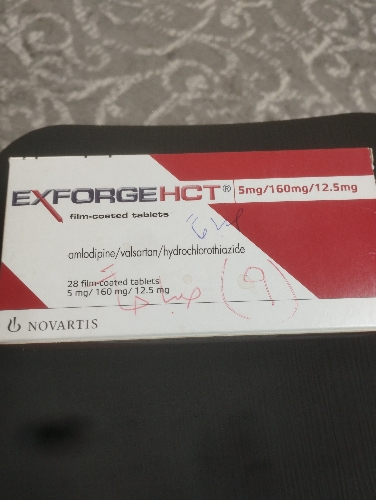 EXFORGE HCT® 5mg/160mg/12.5mg
film-coated tablets
amlodipine/valsartan/hydrochlorothiazide
28 film-coated tablets
5 mg/ 160 mg/ 12.5 mg
(9)
NOVARTIS